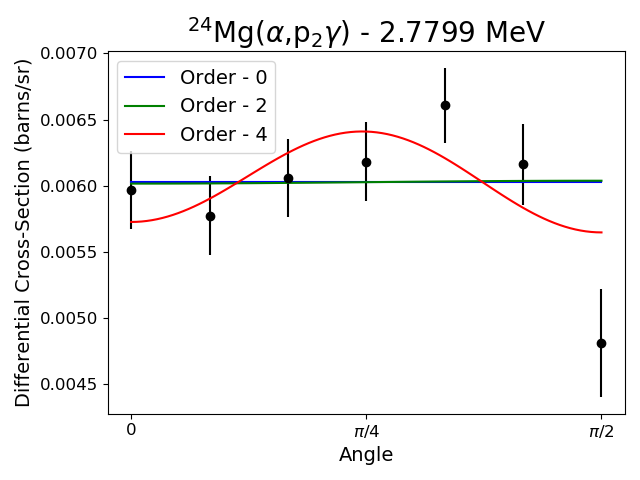 ²⁴Mg(α,p₂γ) - 2.7799 MeV
Differential Cross-Section (barns/sr)
0.0070
0.0065
0.0060
0.0055
0.0050
0.0045
Order - 0
Order - 2
Order - 4
0
π/4
π/2
Angle